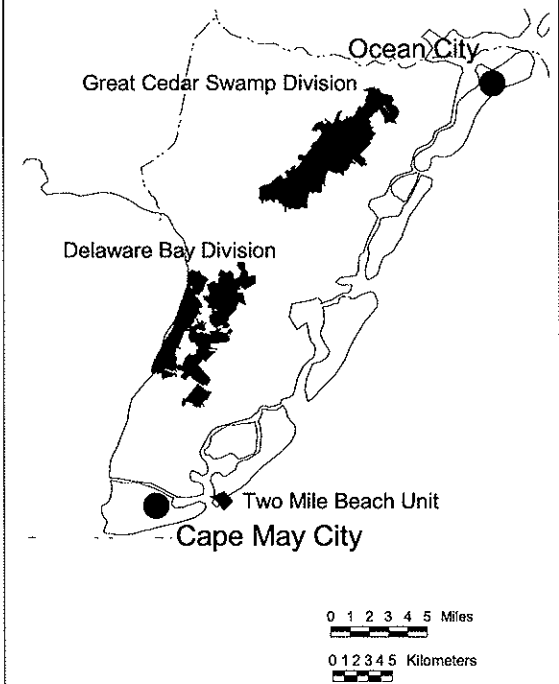 Ocean City
Great Cedar Swamp Division
Delaware Bay Division
Two Mile Beach Unit
Cape May City
0 1 2 3 4 5 Miles
0 1 2 3 4 5 Kilometers